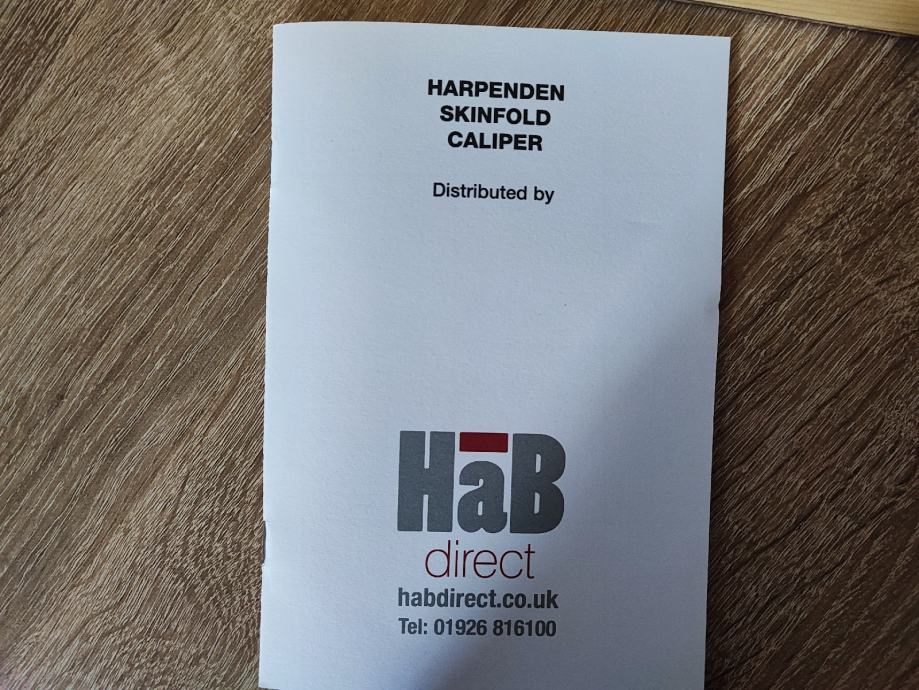 HARPENDEN
SKINFOLD
CALIPER
Distributed by
HaB
direct
habdirect.co.uk
Tel: 01926 816100